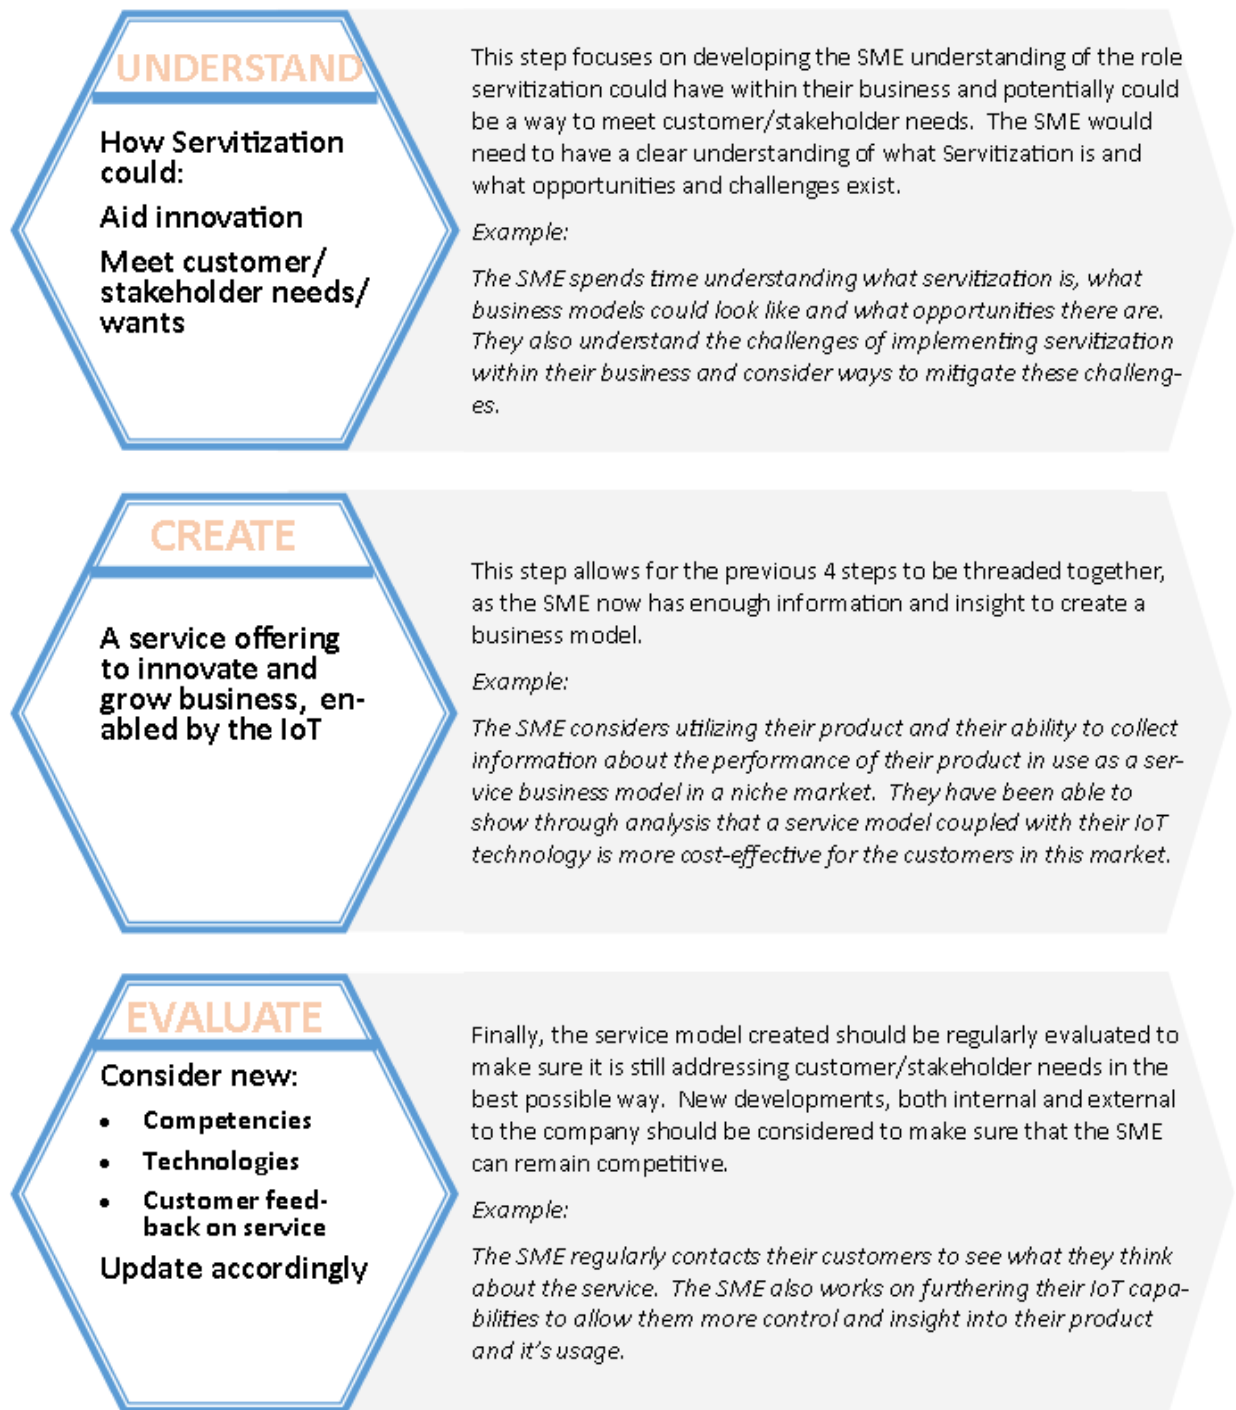 UNDERSTAND
How Servitization
could:
Aid innovation
Meet customer/
stakeholder needs/
wants
This step focuses on developing the SME understanding of the role
servitization could have within their business and potentially could
be a way to meet customer/stakeholder needs.  The SME would
need to have a clear understanding of what Servitization is and
what opportunities and challenges exist.
Example:
The SME spends time understanding what servitization is, what
business models could look like and what opportunities there are.
They also understand the challenges of implementing servitization
within their business and consider ways to mitigate these challeng-
es.
CREATE
A service offering
to innovate and
grow business,  en-
abled by the IoT
This step allows for the previous 4 steps to be threaded together,
as the SME now has enough information and insight to create a
business model.
Example:
The SME considers utilizing their product and their ability to collect
information about the performance of their product in use as a ser-
vice business model in a niche market.  They have been able to
show through analysis that a service model coupled with their IoT
technology is more cost-effective for the customers in this market.
EVALUATE
Consider new:
• Competencies
• Technologies
• Customer feed-
back on service
Update accordingly
Finally, the service model created should be regularly evaluated to
make sure it is still addressing customer/stakeholder needs in the
best possible way.  New developments, both internal and external
to the company should be considered to make sure that the SME
can remain competitive.
Example:
The SME regularly contacts their customers to see what they think
about the service.  The SME also works on furthering their IoT capa-
bilities to allow them more control and insight into their product
and it's usage.